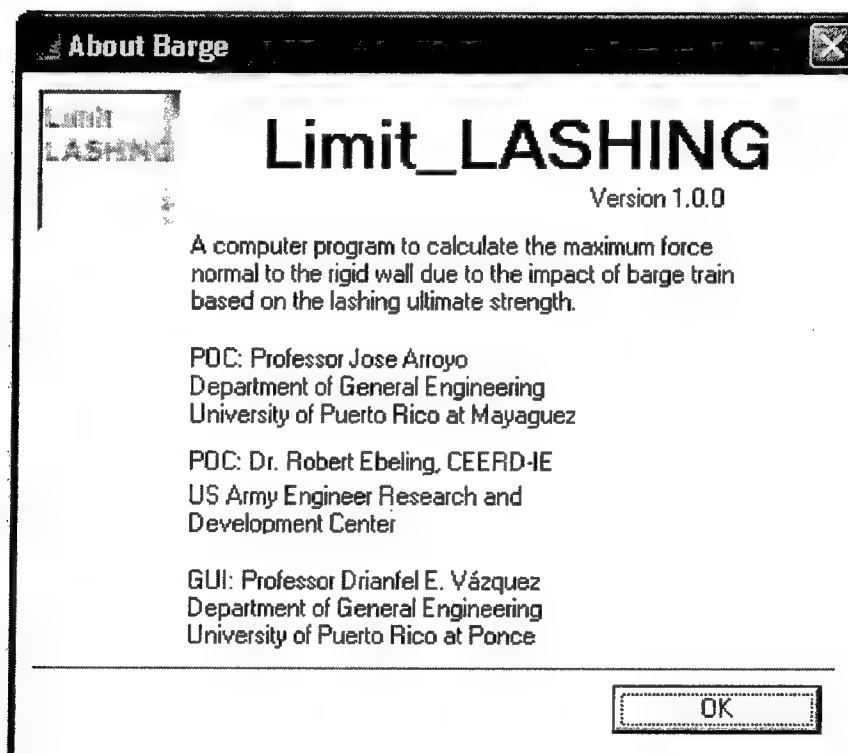 About Barge
Limit
LASHING
Limit_LASHING
Version 1.0.0
A computer program to calculate the maximum force
normal to the rigid wall due to the impact of barge train
based on the lashing ultimate strength.
POC: Professor Jose Arroyo
Department of General Engineering
University of Puerto Rico at Mayaguez
POC: Dr. Robert Ebeling, CEERD-IE
US Army Engineer Research and
Development Center
GUI: Professor Drianfel E. Vázquez
Department of General Engineering
University of Puerto Rico at Ponce
OK